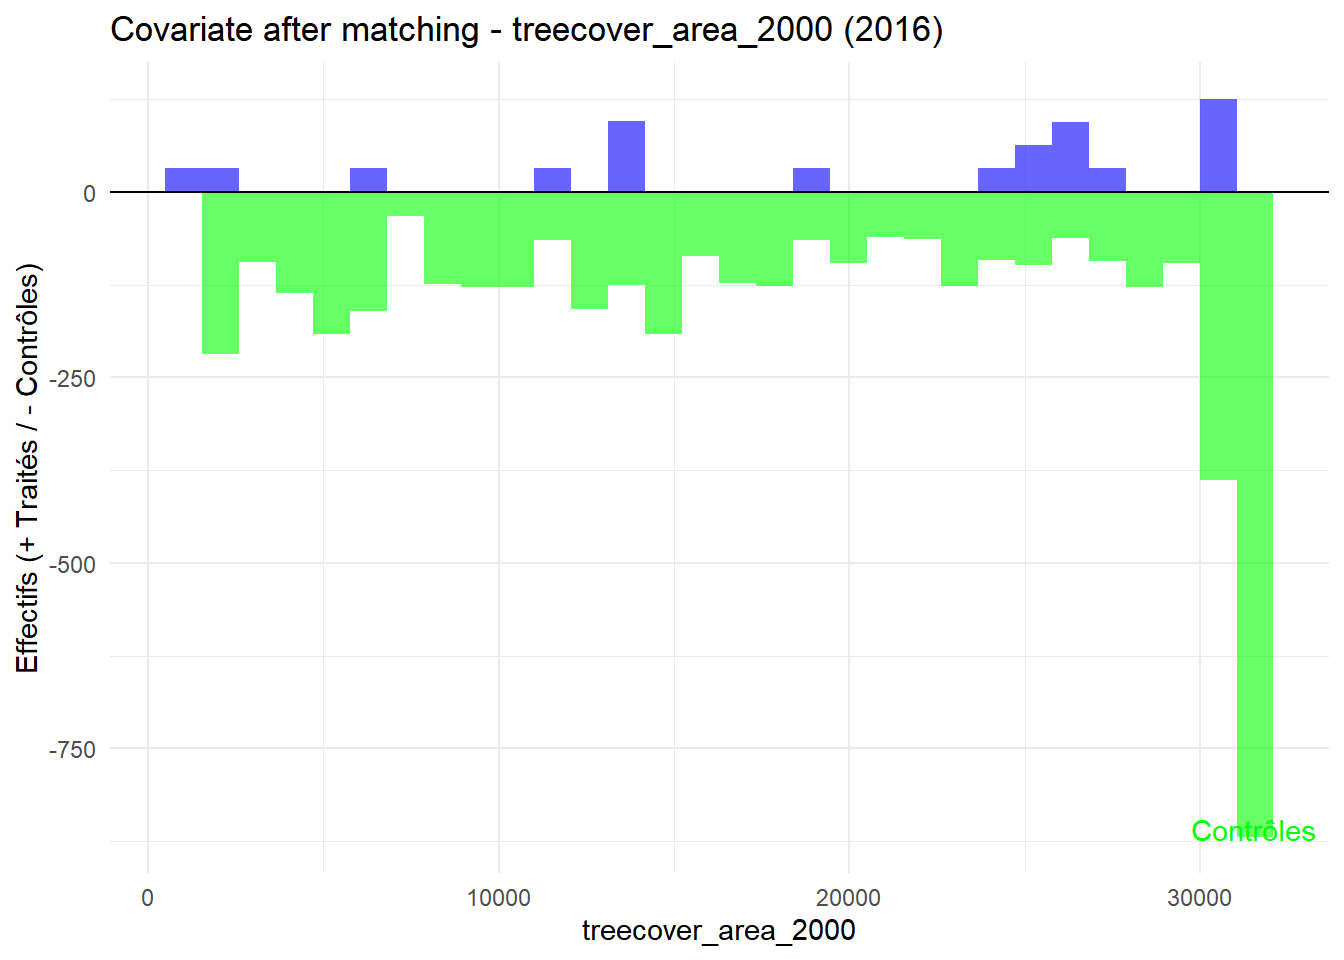 Covariate after matching - treecover_area_2000 (2016)
Effectifs (+ Traités / - Contrôles)
0
-250
-500
-750
Contrôles
0
10000
20000
30000
treecover_area_2000